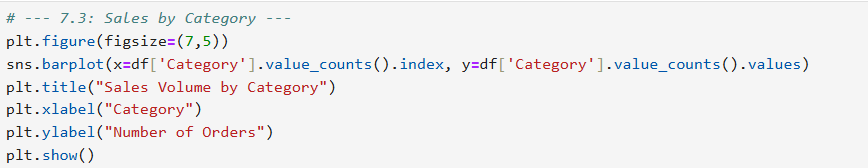 # --- 7.3: Sales by Category ---
plt.figure(figsize=(7,5))
sns.barplot(x=df['Category'].value_counts().index, y=df['Category'].value_counts().values)
plt.title("Sales Volume by Category")
plt.xlabel("Category")
plt.ylabel("Number of Orders")
plt.show()